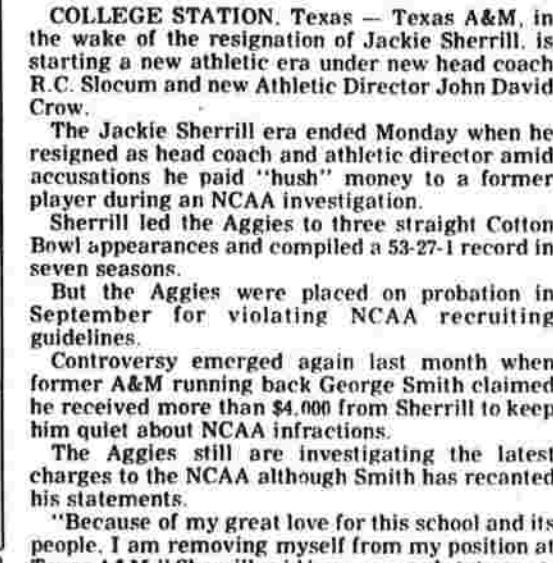 COLLEGE STATION, Texas — Texas A&M, in
the wake of the resignation of Jackie Sherrill, is
starting a new athletic era under new head coach
R.C. Slocum and new Athletic Director John David
Crow.
The Jackie Sherrill era ended Monday when he
resigned as head coach and athletic director amid
accusations he paid "hush" money to a former
player during an NCAA investigation.
Sherrill led the Aggies to three straight Cotton
Bowl appearances and compiled a 53-27-1 record in
seven seasons.
But the Aggies were placed on probation in
September for violating NCAA recruiting
guidelines.
Controversy emerged again last month when
former A&M running back George Smith claimed
he received more than $4,000 from Sherrill to keep
him quiet about NCAA infractions.
The Aggies still are investigating the latest
charges to the NCAA although Smith has recanted
his statements.
"Because of my great love for this school and its
people, I am removing myself from my position at